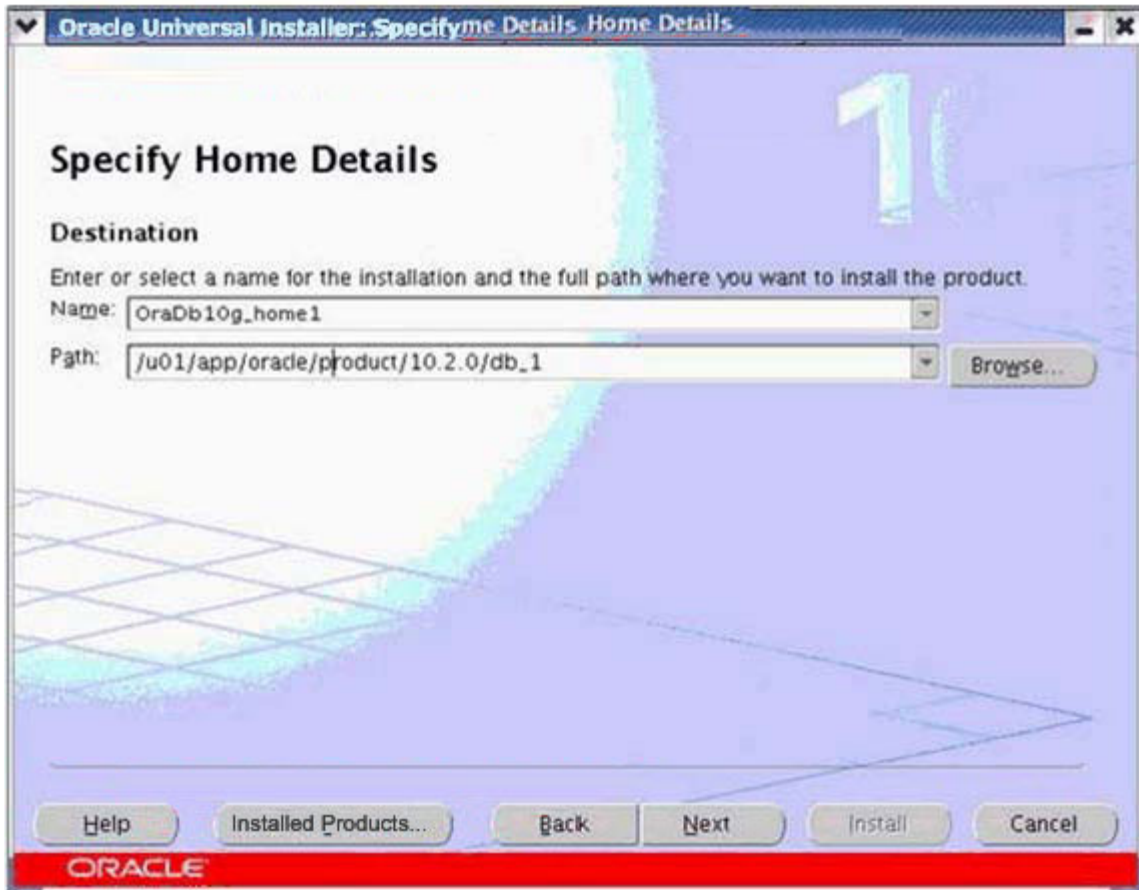 Oracle Universal Installer: Specifyme Details Home Details
10
Specify Home Details
Destination
Enter or select a name for the installation and the full path where you want to install the product.
Name: OraDb10g_home1
Path: /u01/app/oracle/product/10.2.0/db_1 Browse...
Help Installed Products... Back Next Install Cancel
ORACLE